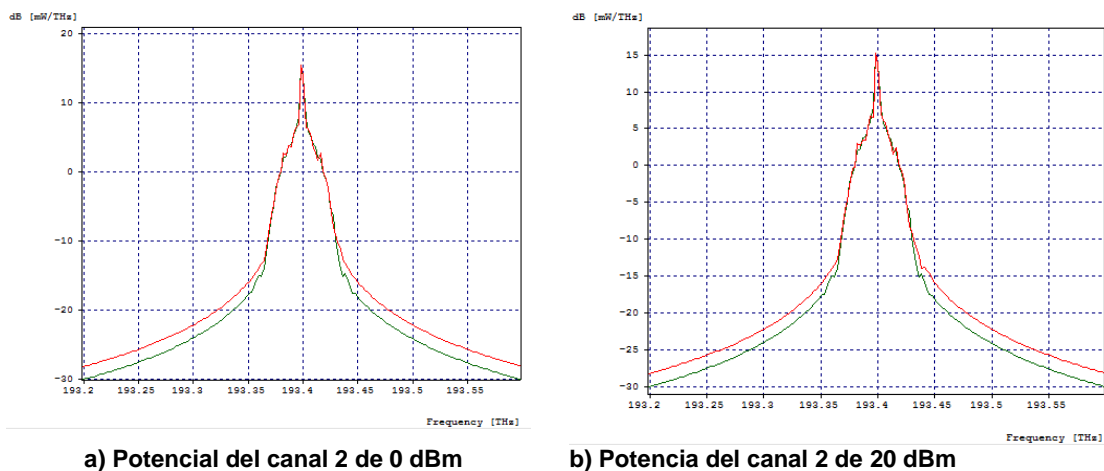 dB [mW/THz]
20
10
0
-10
-20
-30
193.2 193.25 193.3 193.35 193.4 193.45 193.5 193.55
Frequency [THz]
a) Potencial del canal 2 de 0 dBm
dB [mW/THz]
15
10
5
0
-5
-10
-15
-20
-25
-30
193.2 193.25 193.3 193.35 193.4 193.45 193.5 193.55
Frequency [THz]
b) Potencia del canal 2 de 20 dBm